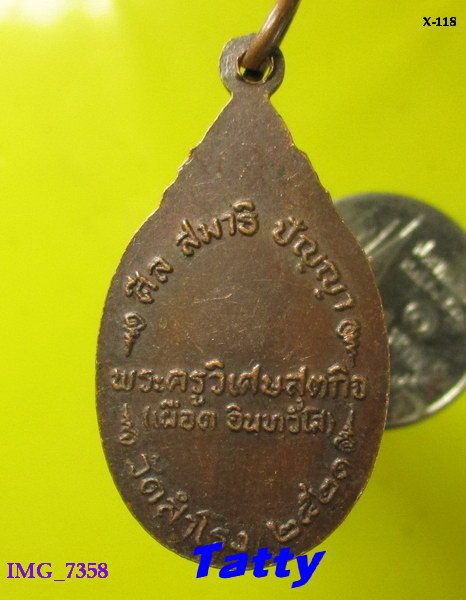 X-118
ศีล สมาธิ ปัญญา
พระครูวิเศษสุตกิจ
(เผือด อินทวํโส)
วัดสำโรง ๒๕๒๑
IMG_7358
Tatty